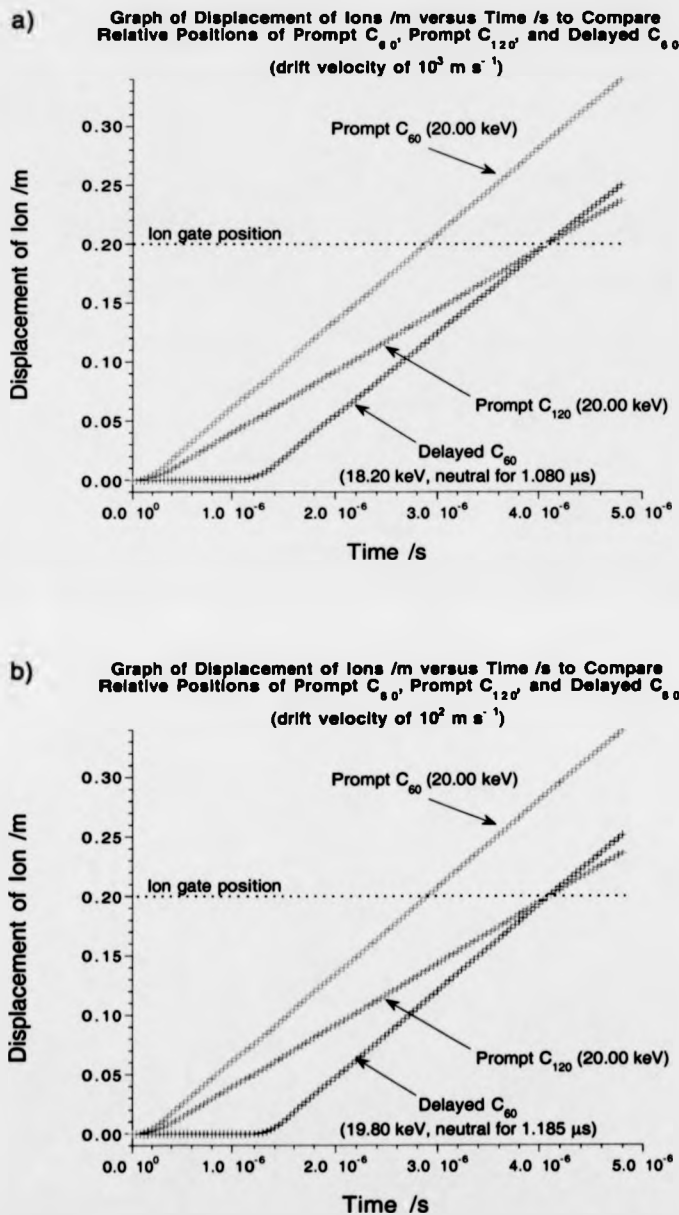 a)
Graph of Displacement of Ions /m versus Time /s to Compare
Relative Positions of Prompt C60, Prompt C120, and Delayed C60
(drift velocity of 10³ m s⁻¹)
Displacement of Ion /m
0.30
0.25
0.20
0.15
0.10
0.05
0.00
Prompt C60 (20.00 keV)
Ion gate position
Prompt C120 (20.00 keV)
Delayed C60
(18.20 keV, neutral for 1.080 µs)
0.0 10⁰ 1.0 10⁻⁶ 2.0 10⁻⁶ 3.0 10⁻⁶ 4.0 10⁻⁶ 5.0 10⁻⁶
Time /s
b)
Graph of Displacement of Ions /m versus Time /s to Compare
Relative Positions of Prompt C60, Prompt C120, and Delayed C60
(drift velocity of 10² m s⁻¹)
Displacement of Ion /m
0.30
0.25
0.20
0.15
0.10
0.05
0.00
Prompt C60 (20.00 keV)
Ion gate position
Prompt C120 (20.00 keV)
Delayed C60
(19.80 keV, neutral for 1.185 µs)
0.0 10⁰ 1.0 10⁻⁶ 2.0 10⁻⁶ 3.0 10⁻⁶ 4.0 10⁻⁶ 5.0 10⁻⁶
Time /s